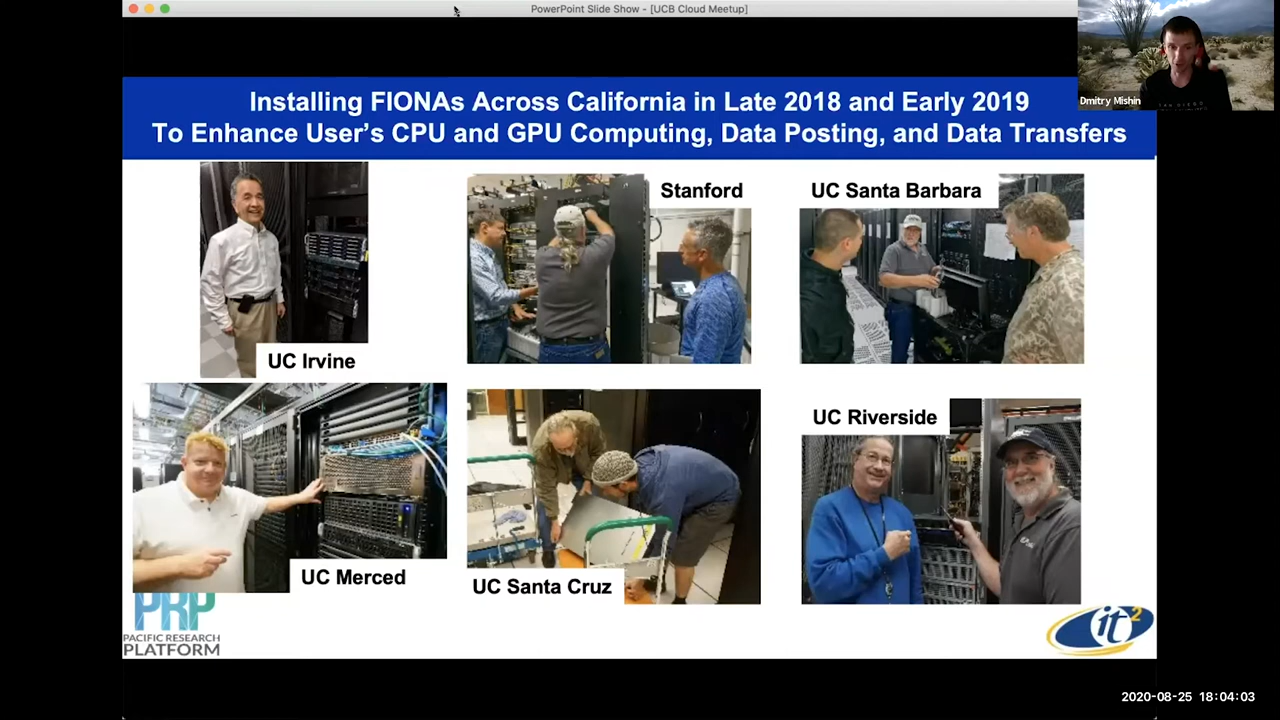 PowerPoint Slide Show - [UCB Cloud Meetup]
Dmitry Mishin
Installing FIONAs Across California in Late 2018 and Early 2019
To Enhance User's CPU and GPU Computing, Data Posting, and Data Transfers
UC Irvine
Stanford
UC Santa Barbara
UC Merced
UC Santa Cruz
UC Riverside
PRP
PACIFIC RESEARCH
PLATFORM
it2
2020-08-25 18:04:03